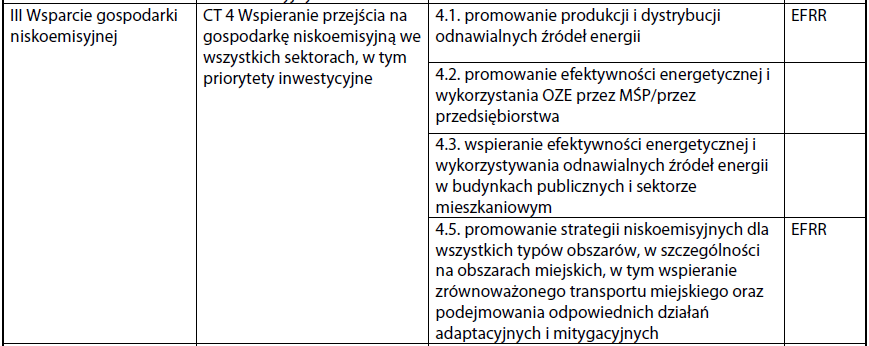 III Wsparcie gospodarki
niskoemisyjnej
CT 4 Wspieranie przejścia na
gospodarkę niskoemisyjną we
wszystkich sektorach, w tym
priorytety inwestycyjne
4.1. promowanie produkcji i dystrybucji
odnawialnych źródeł energii
EFRR
4.2. promowanie efektywności energetycznej i
wykorzystania OZE przez MŚP/przez
przedsiębiorstwa
4.3. wspieranie efektywności energetycznej i
wykorzystywania odnawialnych źródeł energii
w budynkach publicznych i sektorze
mieszkaniowym
4.5. promowanie strategii niskoemisyjnych dla
wszystkich typów obszarów, w szczególności
na obszarach miejskich, w tym wspieranie
zrównoważonego transportu miejskiego oraz
podejmowania odpowiednich działań
adaptacyjnych i mitygacyjnych
EFRR